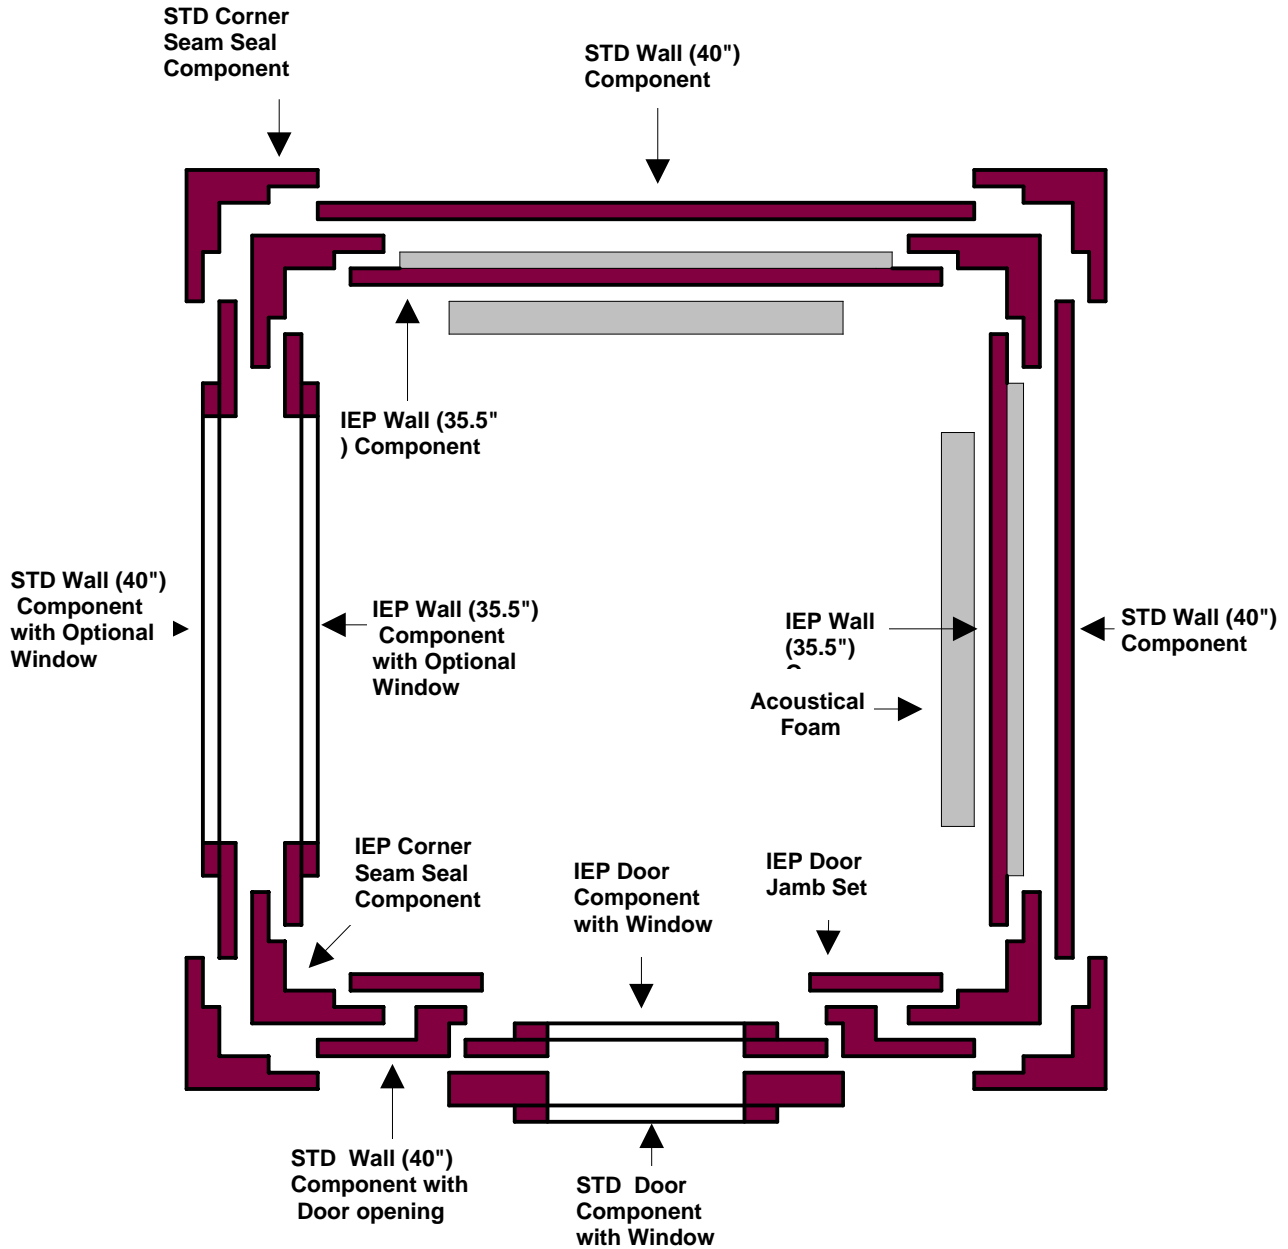 STD Corner
Seam Seal
Component
STD Wall (40")
Component
IEP Wall (35.5"
) Component
STD Wall (40")
Component
with Optional
Window
IEP Wall (35.5")
Component
with Optional
Window
IEP Wall
(35.5")
STD Wall (40")
Component
Acoustical
Foam
IEP Corner
Seam Seal
Component
IEP Door
Component
with Window
IEP Door
Jamb Set
STD Wall (40")
Component with
Door opening
STD Door
Component
with Window